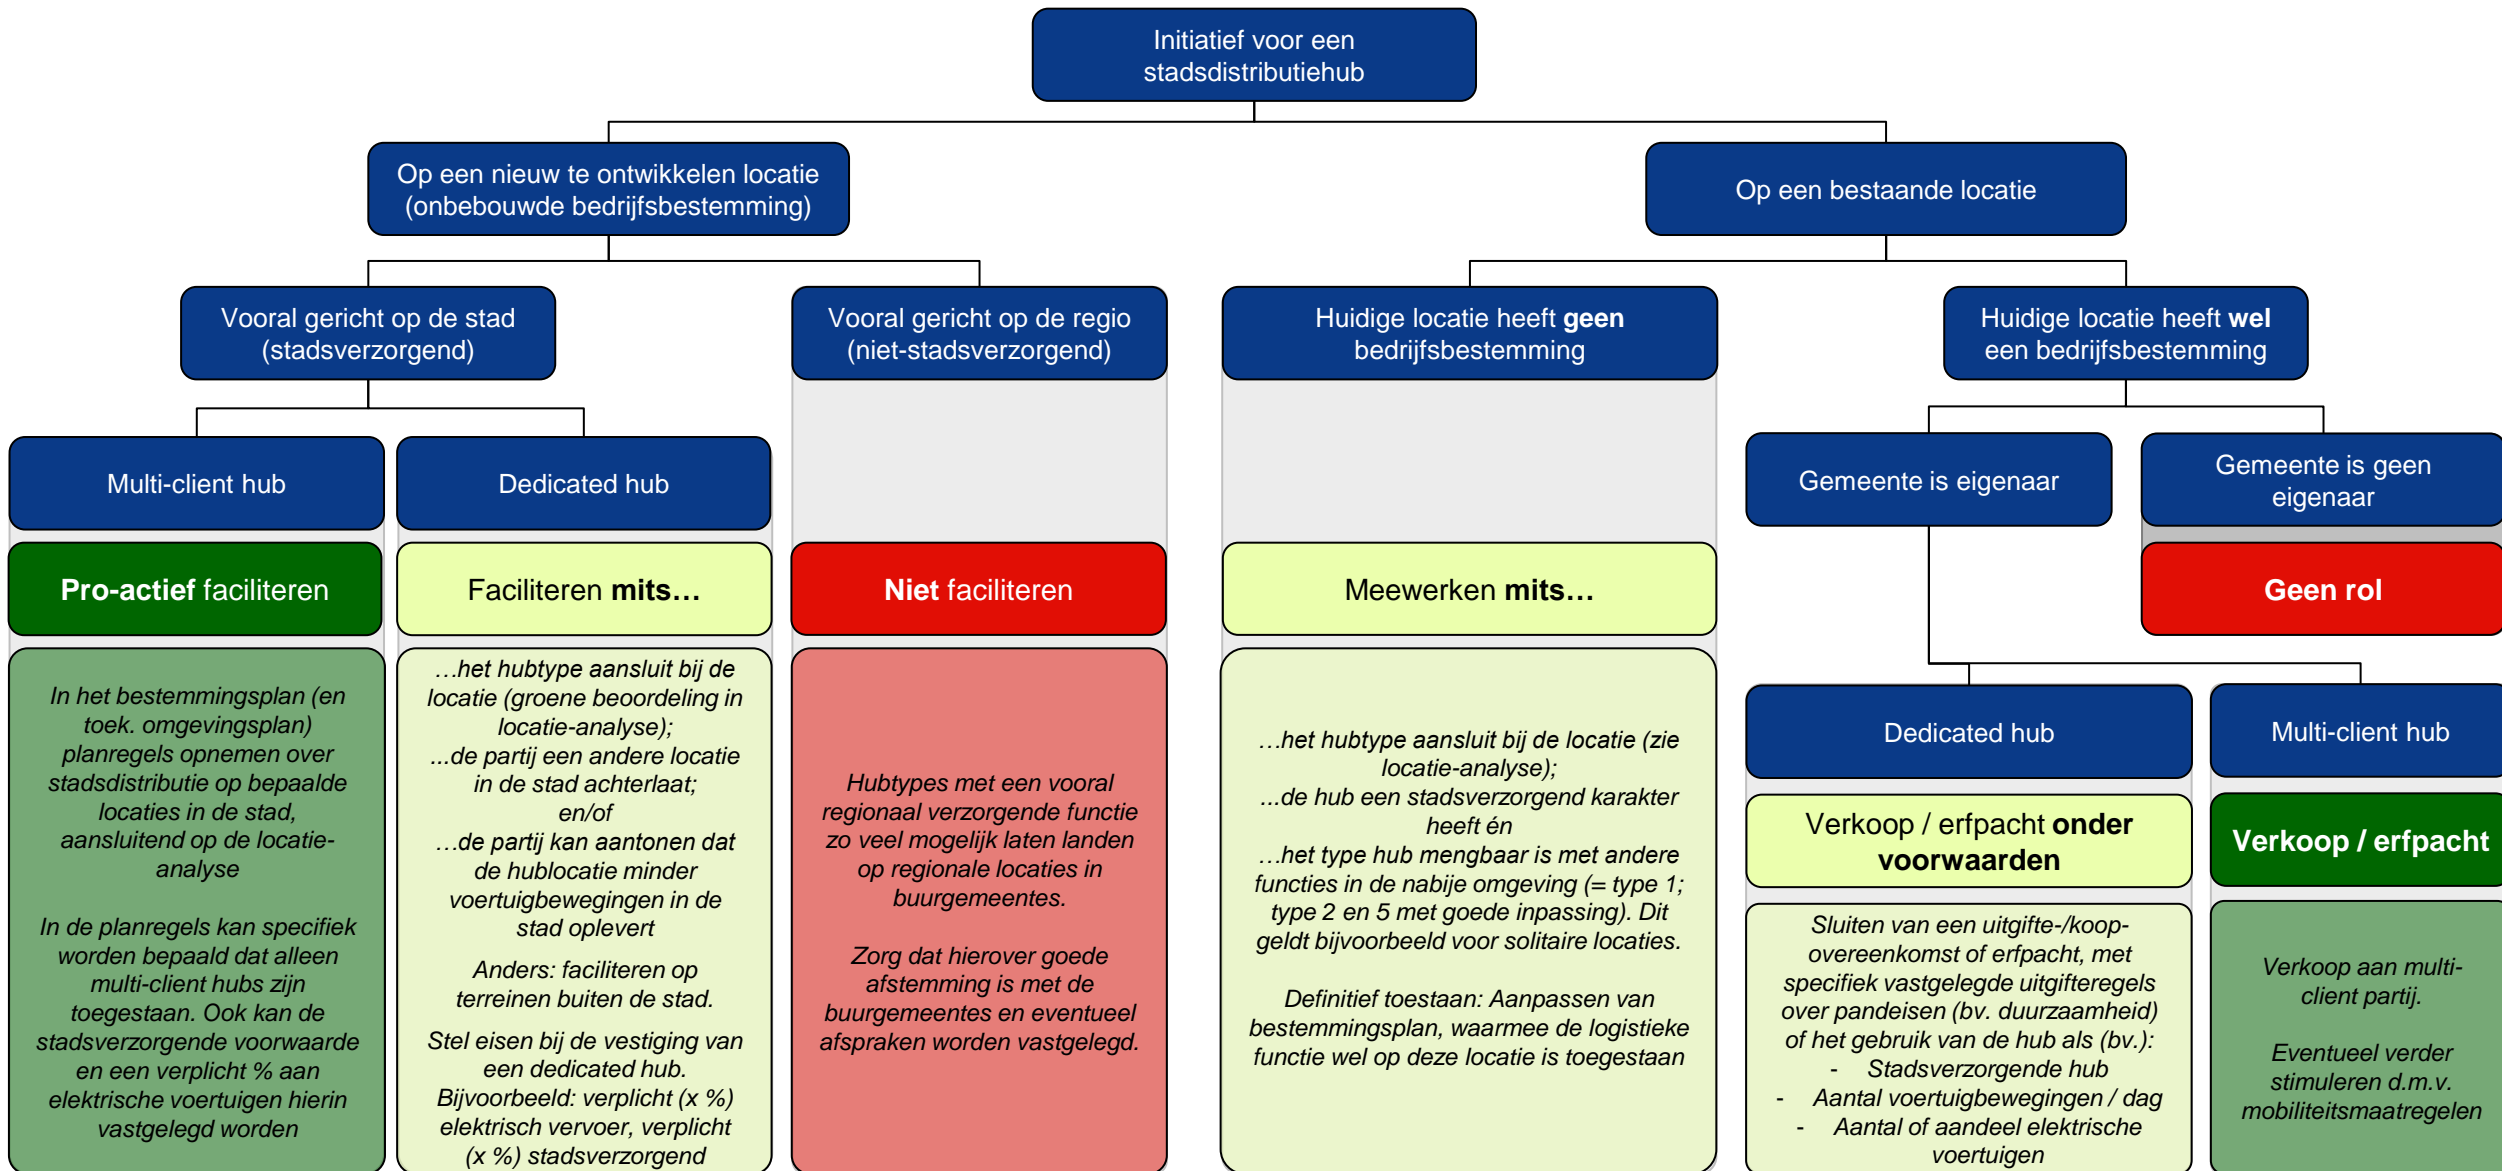 Initiatief voor een
stadsdistributiehub
Op een nieuw te ontwikkelen locatie
(onbebouwde bedrijfsbestemming)
Op een bestaande locatie
Vooral gericht op de stad
(stadsverzorgend)
Vooral gericht op de regio
(niet-stadsverzorgend)
Huidige locatie heeft geen
bedrijfsbestemming
Huidige locatie heeft wel
een bedrijfsbestemming
Multi-client hub
Dedicated hub
Gemeente is eigenaar
Gemeente is geen
eigenaar
Pro-actief faciliteren
Faciliteren mits…
Niet faciliteren
Meewerken mits…
Geen rol
In het bestemmingsplan (en
toek. omgevingsplan)
planregels opnemen over
stadsdistributie op bepaalde
locaties in de stad,
aansluitend op de locatie-
analyse
In de planregels kan specifiek
worden bepaald dat alleen
multi-client hubs zijn
toegestaan. Ook kan de
stadsverzorgende voorwaarde
en een verplicht % aan
elektrische voertuigen hierin
vastgelegd worden
…het hubtype aansluit bij de
locatie (groene beoordeling in
locatie-analyse);
...de partij een andere locatie
in de stad achterlaat;
en/of
…de partij kan aantonen dat
de hublocatie minder
voertuigbewegingen in de
stad oplevert
Anders: faciliteren op
terreinen buiten de stad.
Stel eisen bij de vestiging van
een dedicated hub.
Bijvoorbeeld: verplicht (x %)
elektrisch vervoer, verplicht
(x %) stadsverzorgend
Hubtypes met een vooral
regionaal verzorgende functie
zo veel mogelijk laten landen
op regionale locaties in
buurgemeentes.
Zorg dat hierover goede
afstemming is met de
buurgemeentes en eventueel
afspraken worden vastgelegd.
…het hubtype aansluit bij de locatie (zie
locatie-analyse);
...de hub een stadsverzorgend karakter
heeft én
…het type hub mengbaar is met andere
functies in de nabije omgeving (= type 1;
type 2 en 5 met goede inpassing). Dit
geldt bijvoorbeeld voor solitaire locaties.
Definitief toestaan: Aanpassen van
bestemmingsplan, waarmee de logistieke
functie wel op deze locatie is toegestaan
Dedicated hub
Multi-client hub
Verkoop / erfpacht onder
voorwaarden
Verkoop / erfpacht
Sluiten van een uitgifte-/koop-
overeenkomst of erfpacht, met
specifiek vastgelegde uitgifteregels
over pandeisen (bv. duurzaamheid)
of het gebruik van de hub als (bv.):
- Stadsverzorgende hub
- Aantal voertuigbewegingen / dag
- Aantal of aandeel elektrische
voertuigen
Verkoop aan multi-
client partij.
Eventueel verder
stimuleren d.m.v.
mobiliteitsmaatregelen